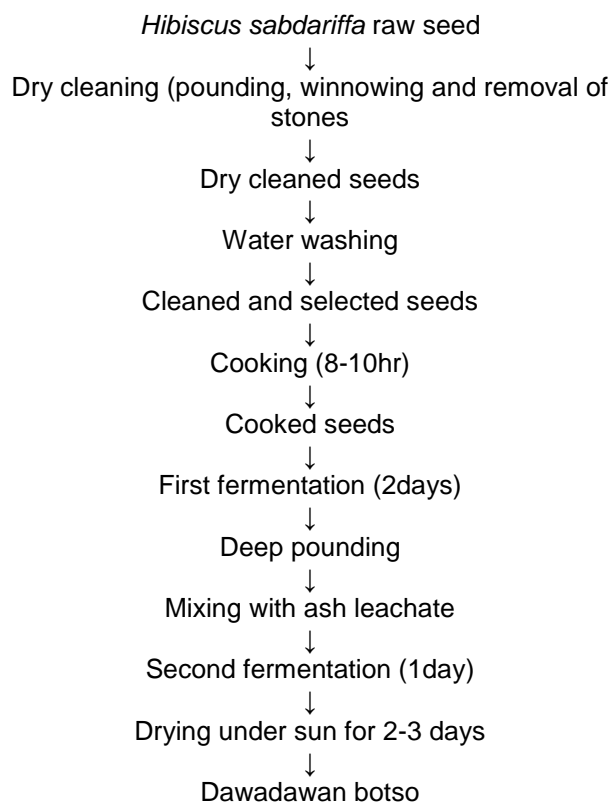 Hibiscus sabdariffa raw seed
↓
Dry cleaning (pounding, winnowing and removal of
stones
↓
Dry cleaned seeds
↓
Water washing
↓
Cleaned and selected seeds
↓
Cooking (8-10hr)
↓
Cooked seeds
↓
First fermentation (2days)
↓
Deep pounding
↓
Mixing with ash leachate
↓
Second fermentation (1day)
↓
Drying under sun for 2-3 days
↓
Dawadawan botso